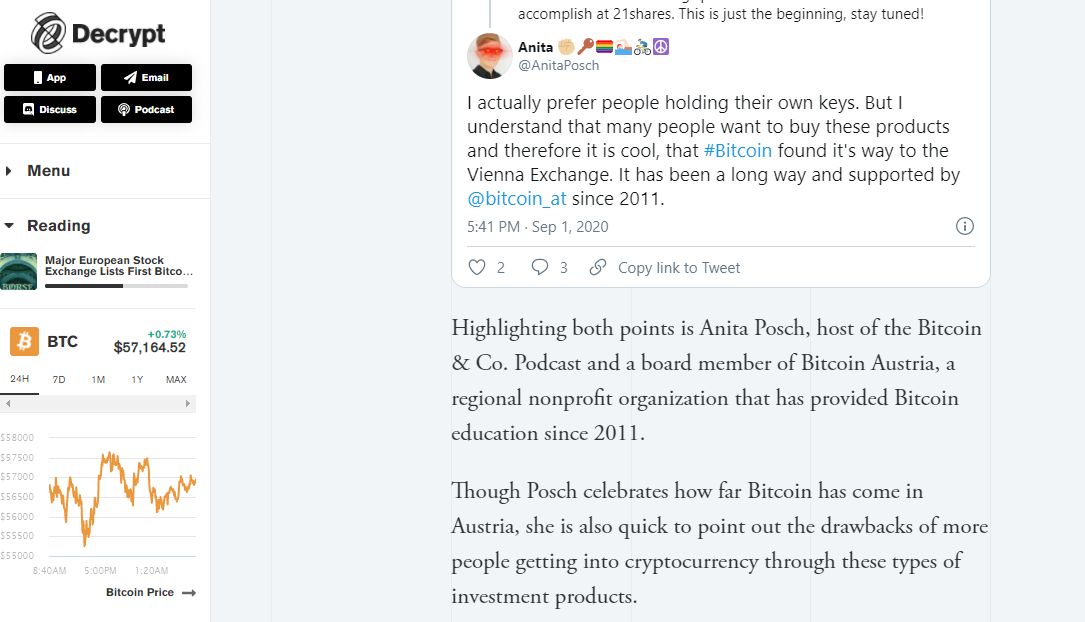 Decrypt
App
Email
Discuss
Podcast
Menu
Reading
Major European Stock
Exchange Lists First Bitco...
BTC
+0.73%
$57,164.52
24H 7D 1M 1Y MAX
$58000
$57500
$57000
$56500
$56000
$55500
$55000
8:40AM 5:00PM 1:20AM
Bitcoin Price
accomplish at 21shares. This is just the beginning, stay tuned!
Anita ✊🏼🔑🏳️‍🌈🏊🏼🚴🏼☮️
@AnitaPosch
I actually prefer people holding their own keys. But I
understand that many people want to buy these products
and therefore it is cool, that #Bitcoin found it's way to the
Vienna Exchange. It has been a long way and supported by
@bitcoin_at since 2011.
5:41 PM · Sep 1, 2020
2 3 Copy link to Tweet
Highlighting both points is Anita Posch, host of the Bitcoin
& Co. Podcast and a board member of Bitcoin Austria, a
regional nonprofit organization that has provided Bitcoin
education since 2011.
Though Posch celebrates how far Bitcoin has come in
Austria, she is also quick to point out the drawbacks of more
people getting into cryptocurrency through these types of
investment products.